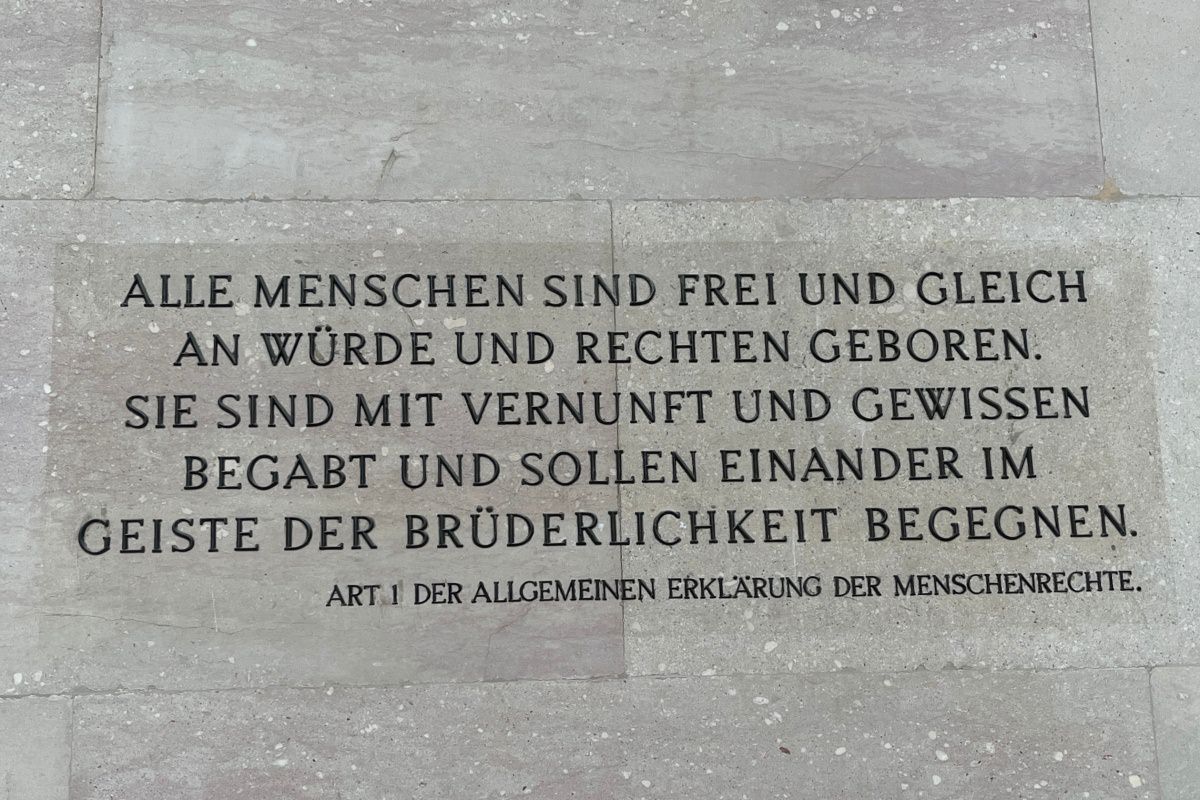 ALLE MENSCHEN SIND FREI UND GLEICH
AN WÜRDE UND RECHTEN GEBOREN.
SIE SIND MIT VERNUNFT UND GEWISSEN
BEGABT UND SOLLEN EINANDER IM
GEISTE DER BRÜDERLICHKEIT BEGEGNEN.
ART. 1 DER ALLGEMEINEN ERKLÄRUNG DER MENSCHENRECHTE.